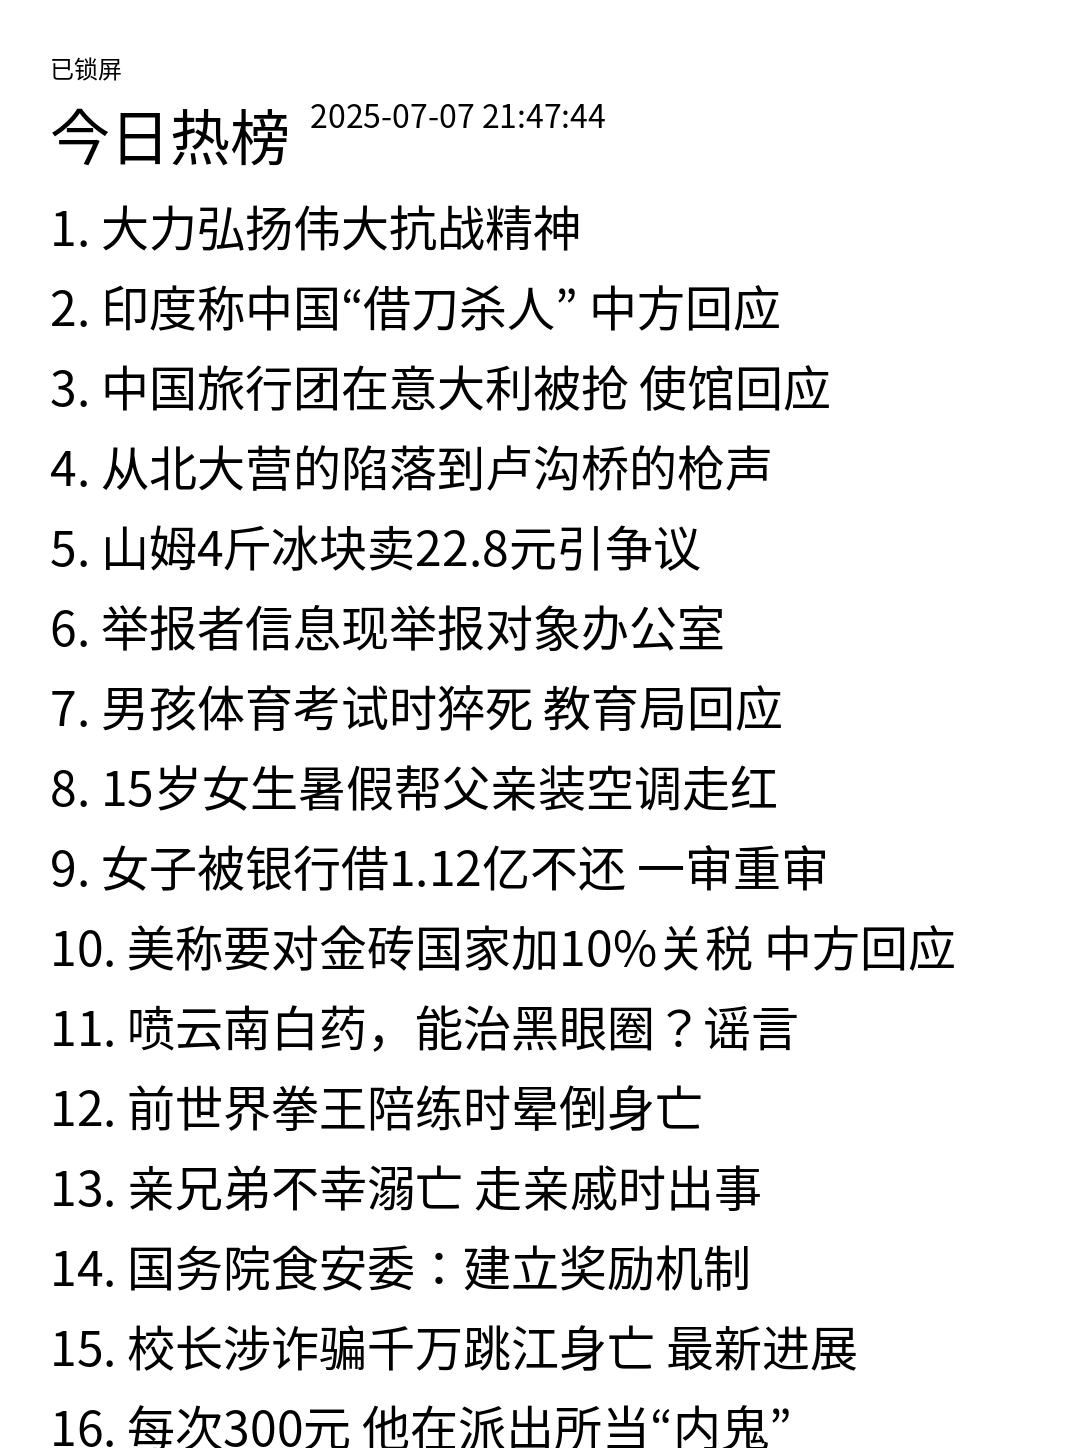 已锁屏
今日热榜 2025-07-07 21:47:44
1. 大力弘扬伟大抗战精神
2. 印度称中国“借刀杀人” 中方回应
3. 中国旅行团在意大利被抢 使馆回应
4. 从北大营的陷落到卢沟桥的枪声
5. 山姆4斤冰块卖22.8元引争议
6. 举报者信息现举报对象办公室
7. 男孩体育考试时猝死 教育局回应
8. 15岁女生暑假帮父亲装空调走红
9. 女子被银行借1.12亿不还 一审重审
10. 美称要对金砖国家加10%关税 中方回应
11. 喷云南白药，能治黑眼圈？谣言
12. 前世界拳王陪练时晕倒身亡
13. 亲兄弟不幸溺亡 走亲戚时出事
14. 国务院食安委：建立奖励机制
15. 校长涉诈骗千万跳江身亡 最新进展
16. 每次300元 他在派出所当“内鬼”